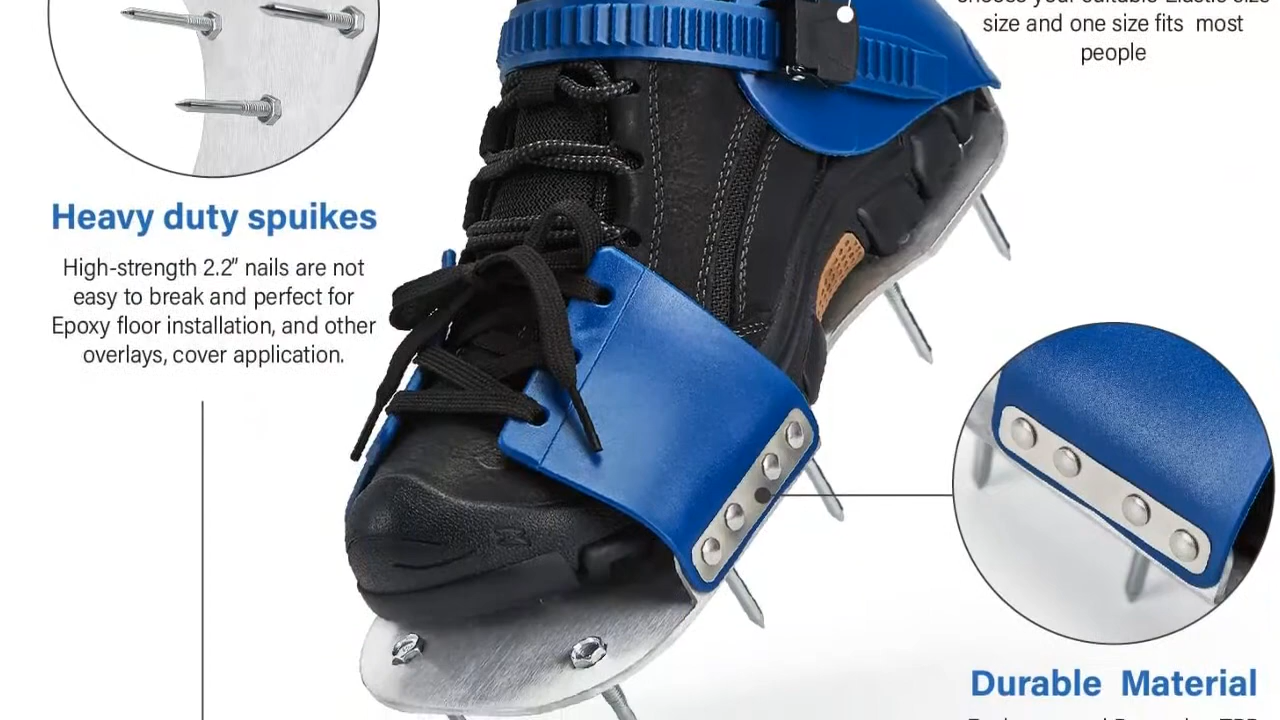 size and one size fits most
people
Heavy duty spuikes
High-strength 2.2" nails are not
easy to break and perfect for
Epoxy floor installation, and other
overlays, cover application.
Durable Material